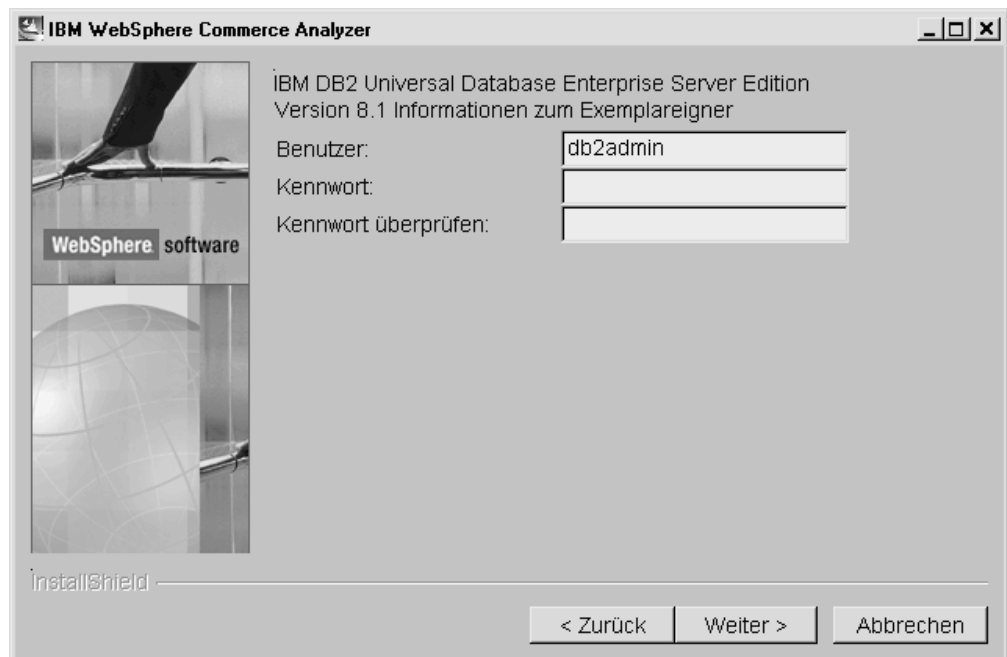 IBM WebSphere Commerce Analyzer
IBM DB2 Universal Database Enterprise Server Edition
Version 8.1 Informationen zum Exemplareigner
Benutzer: db2admin
Kennwort:
Kennwort überprüfen:
WebSphere software
InstallShield
< Zurück Weiter > Abbrechen